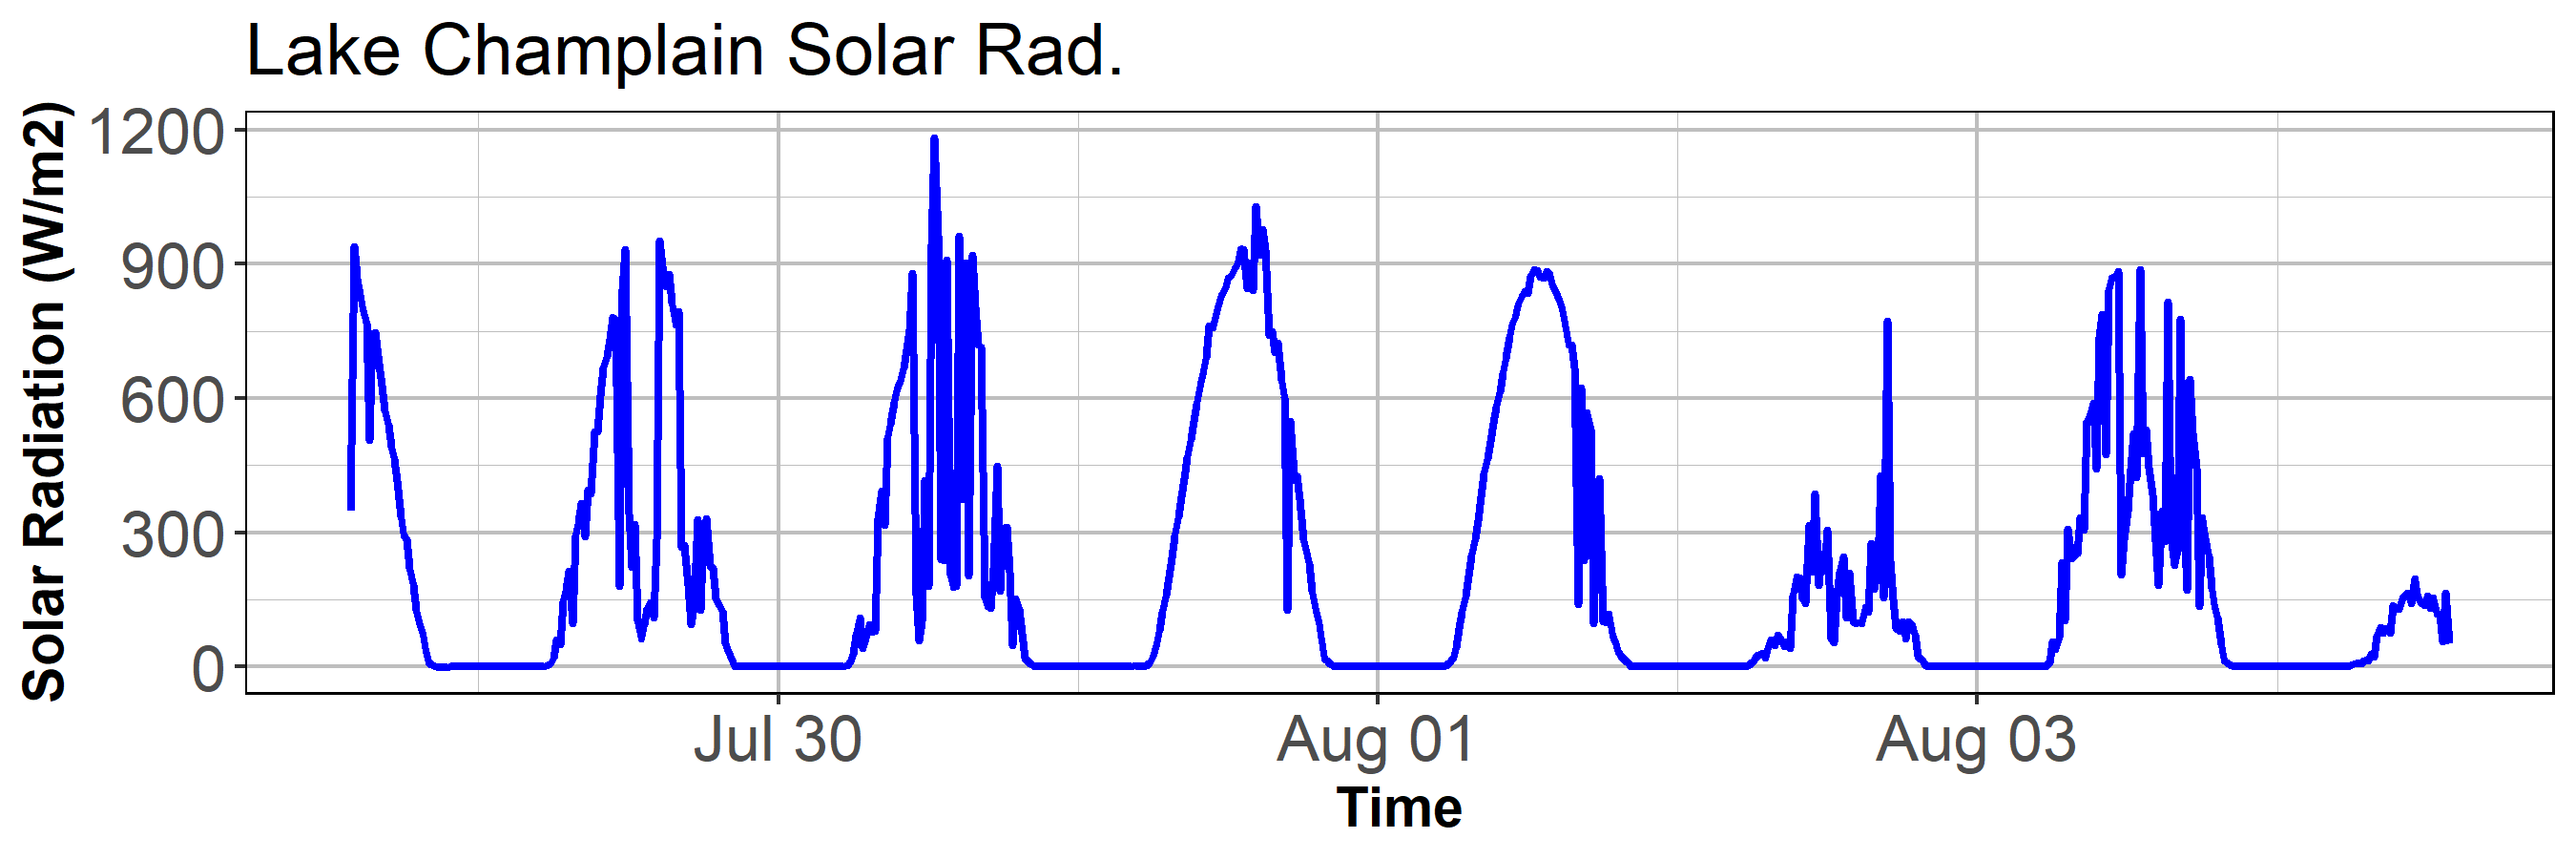 Lake Champlain Solar Rad.
Solar Radiation (W/m2)
1200
900
600
300
0
Jul 30
Aug 01
Aug 03
Time